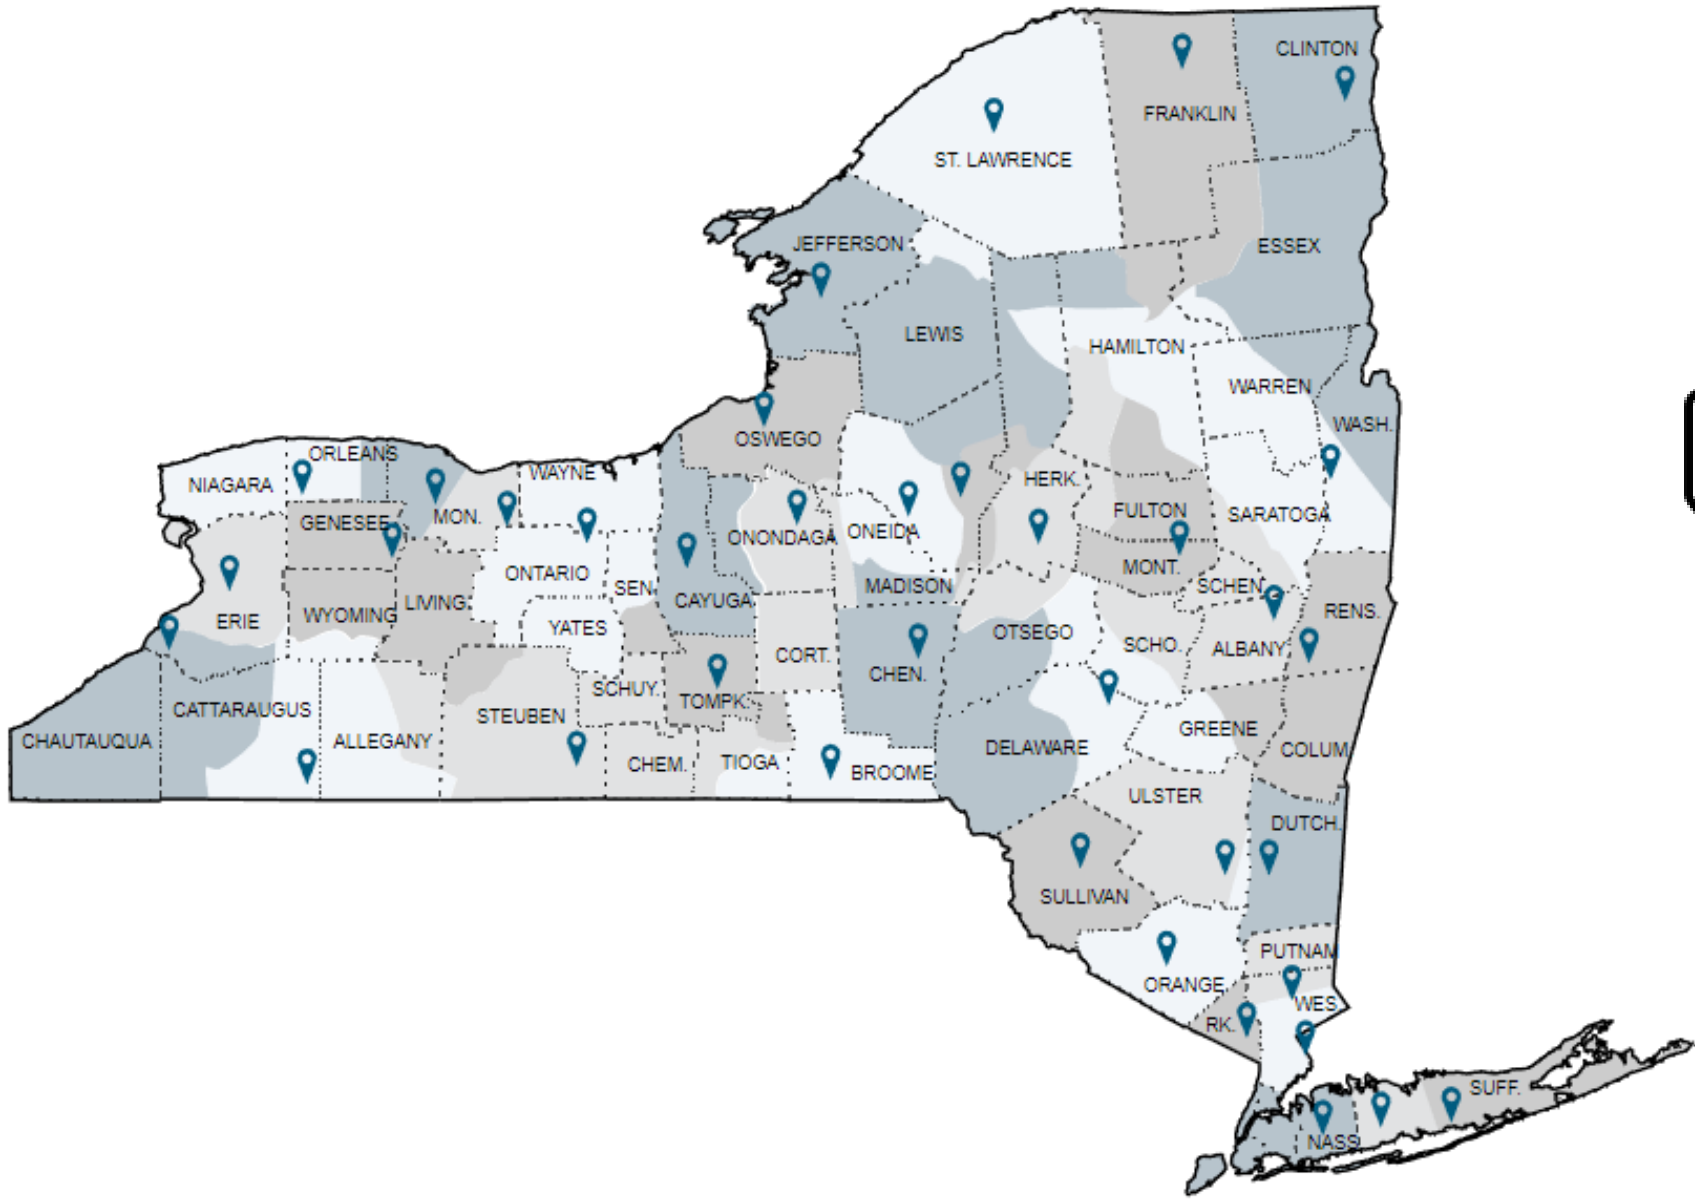 CLINTON
FRANKLIN
ST. LAWRENCE
JEFFERSON
ESSEX
LEWIS
HAMILTON
WARREN
WASH.
OSWEGO
ORLEANS
WAYNE
NIAGARA
HERK.
GENESEE
MON.
FULTON
SARATOGA
ONONDAGA
ONEIDA
MONT.
ONTARIO
SEN.
MADISON
SCHEN.
CAYUGA
LIVING.
WYOMING
ERIE
RENS.
YATES
OTSEGO
SCHO.
ALBANY
CORT.
CHEN.
SCHUY.
TOMPK.
CATTARAUGUS
STEUBEN
GREENE
CHAUTAUQUA
ALLEGANY
DELAWARE
COLUM
CHEM.
TIOGA
BROOME
ULSTER
DUTCH.
SULLIVAN
PUTNAM
ORANGE
WES.
RK.
SUFF.
NASS